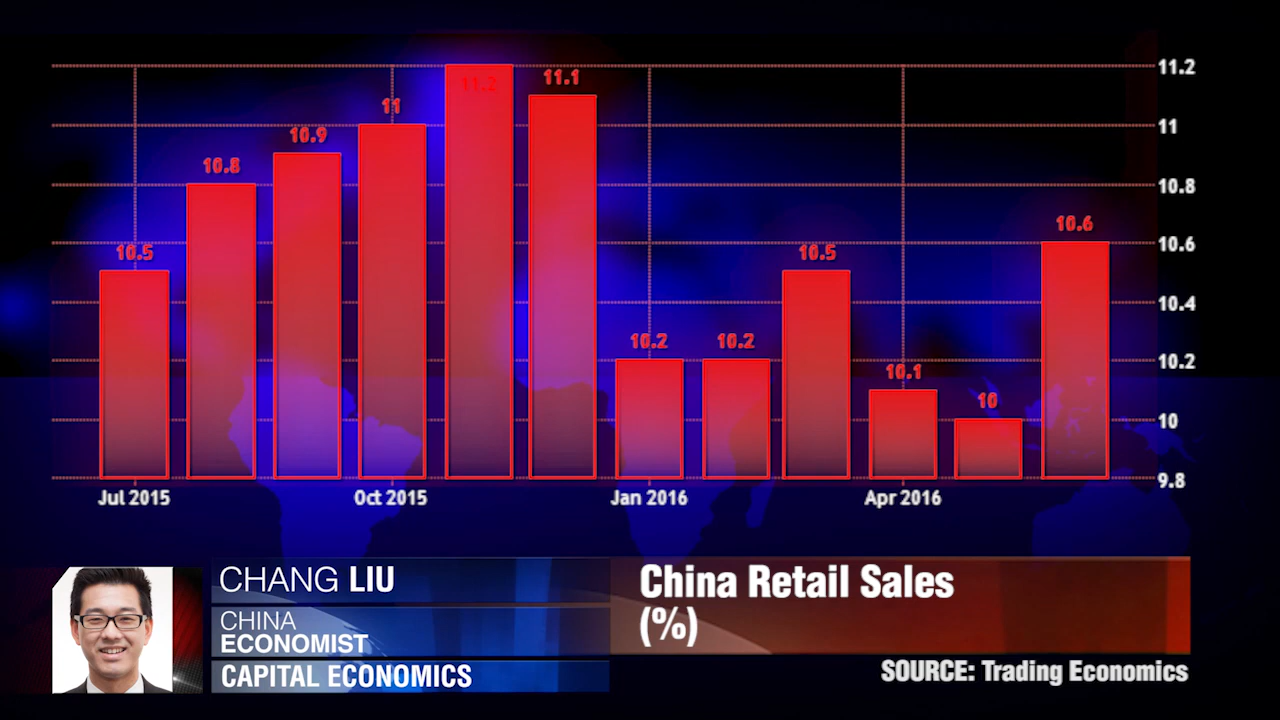 11.2
11.2
11.1
11
11
10.9
10.8
10.8
10.6
10.6
10.5
10.5
10.4
10.2
10.2
10.2
10.1
10
10
9.8
Jul 2015
Oct 2015
Jan 2016
Apr 2016
CHANG LIU
CHINA
ECONOMIST
CAPITAL ECONOMICS
China Retail Sales
(%)
SOURCE: Trading Economics